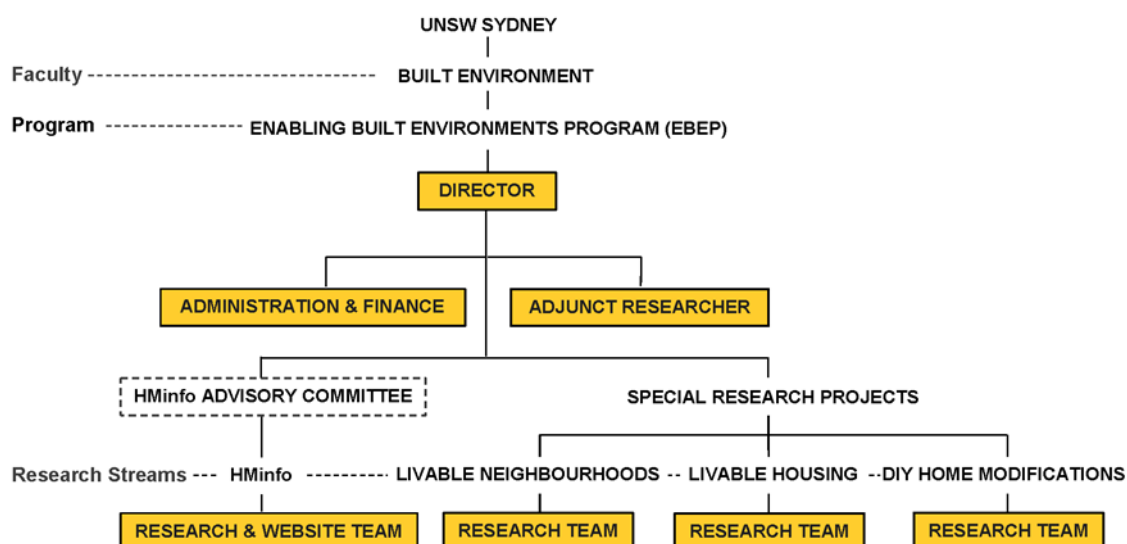 UNSW SYDNEY
Faculty
BUILT ENVIRONMENT
Program
ENABLING BUILT ENVIRONMENTS PROGRAM (EBEP)
DIRECTOR
ADMINISTRATION & FINANCE
ADJUNCT RESEARCHER
HMinfo ADVISORY COMMITTEE
SPECIAL RESEARCH PROJECTS
Research Streams
HMinfo
LIVABLE NEIGHBOURHOODS
LIVABLE HOUSING
DIY HOME MODIFICATIONS
RESEARCH & WEBSITE TEAM
RESEARCH TEAM
RESEARCH TEAM
RESEARCH TEAM